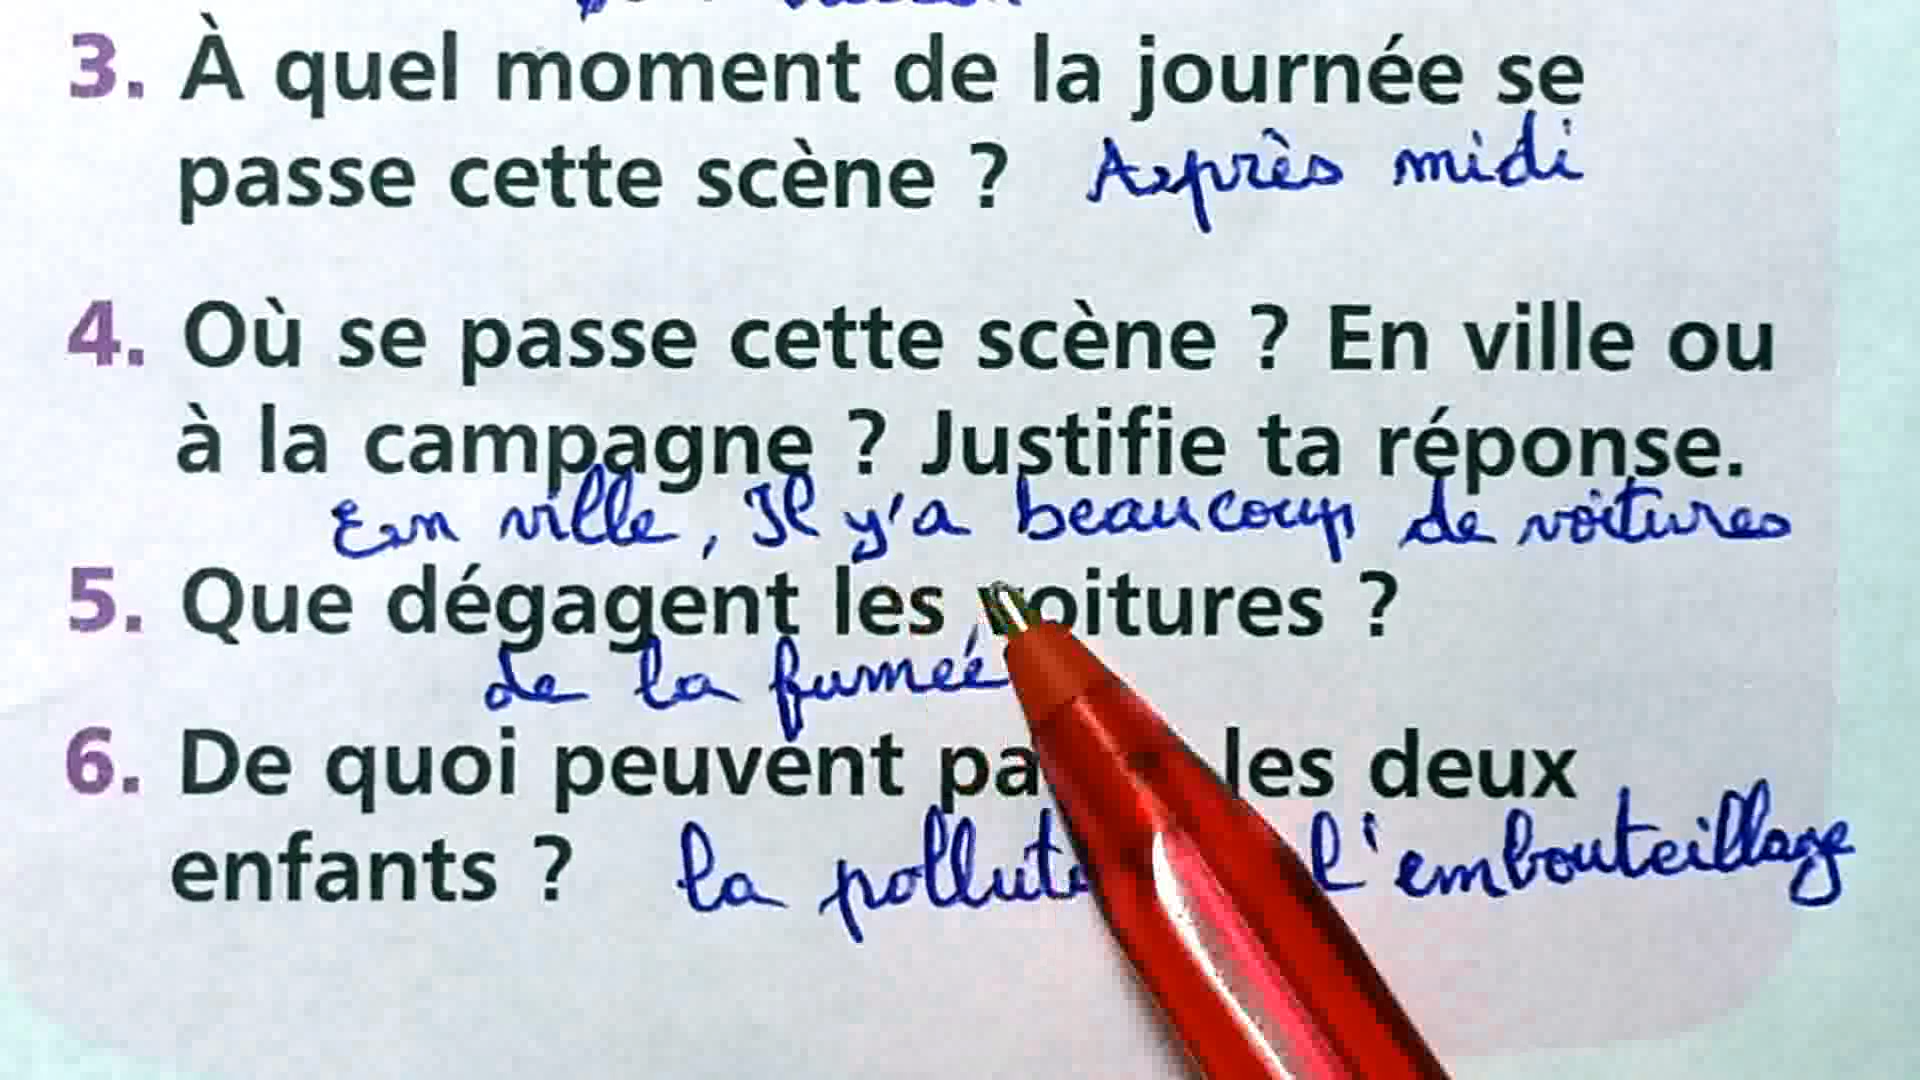 3. À quel moment de la journée se
passe cette scène ? Après midi
4. Où se passe cette scène ? En ville ou
à la campagne ? Justifie ta réponse.
En ville, Il y'a beaucoup de voitures
5. Que dégagent les voitures ?
de la fumeé
6. De quoi peuvent les deux
enfants ? la l'embouteillage